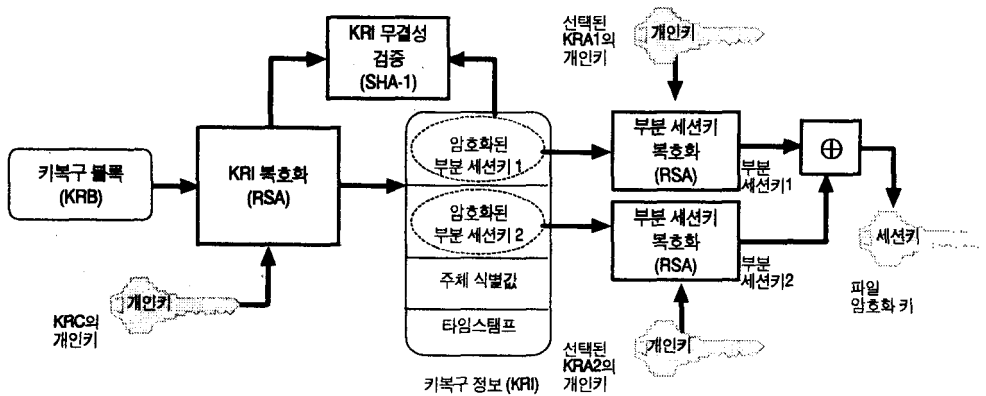 키복구 블록
(KRB)
KRI 복호화
(RSA)
개인키
KRC의
개인키
KRI 무결성
검증
(SHA-1)
암호화된
부분 세션키 1
암호화된
부분 세션키 2
주체 식별값
타임스탬프
키복구 정보 (KRI)
선택된
KRA1의
개인키
개인키
부분 세션키
복호화
(RSA)
부분
세션키1
부분 세션키
복호화
(RSA)
부분
세션키2
선택된
KRA2의
개인키
개인키
⊕
세션키
파일
암호화 키